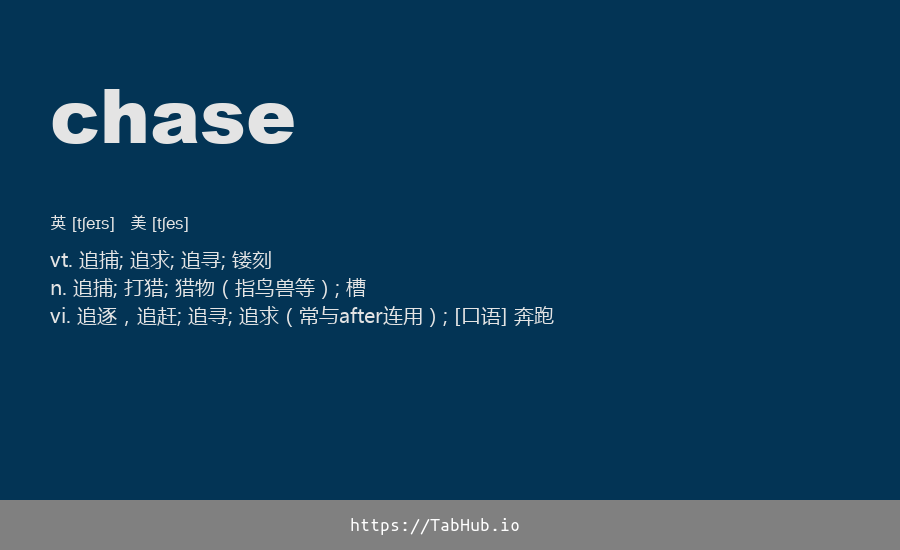 chase
英 [tʃeɪs]   美 [tʃes]
vt. 追捕; 追求; 追寻; 镂刻
n. 追捕; 打猎; 猎物（指鸟兽等）; 槽
vi. 追逐，追赶; 追寻; 追求（常与after连用）; [口语] 奔跑
https://TabHub.io